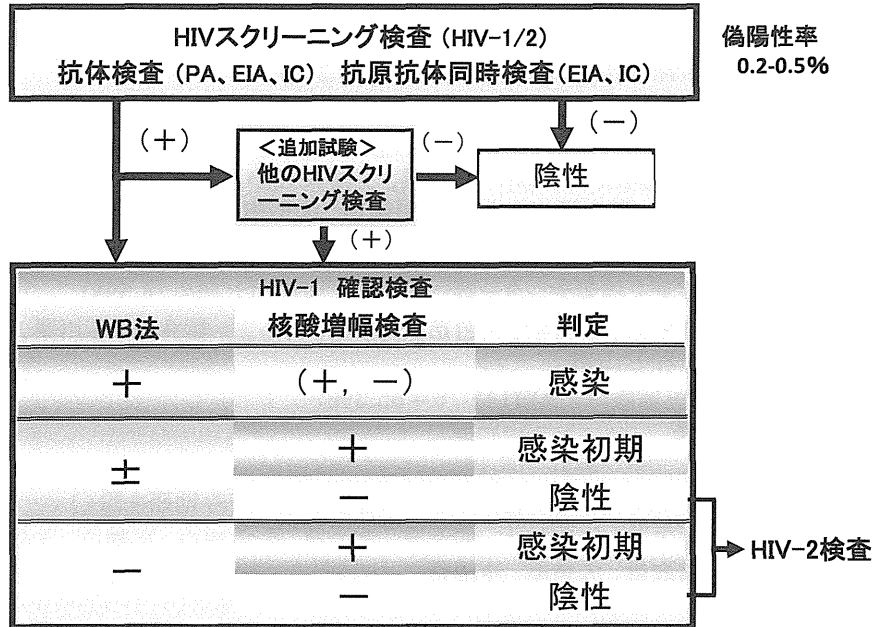 HIVスクリーニング検査(HIV-1/2)
抗体検査(PA、EIA、IC) 抗原抗体同時検査(EIA、IC)
偽陽性率
0.2-0.5%
(+)
<追加試験>
他のHIVスクリ
ーニング検査
(-)
(-)
陰性
(+)
HIV-1 確認検査
WB法 核酸増幅検査 判定
+ (+, -) 感染
± + 感染初期
- 陰性
- + 感染初期
- 陰性
HIV-2検査